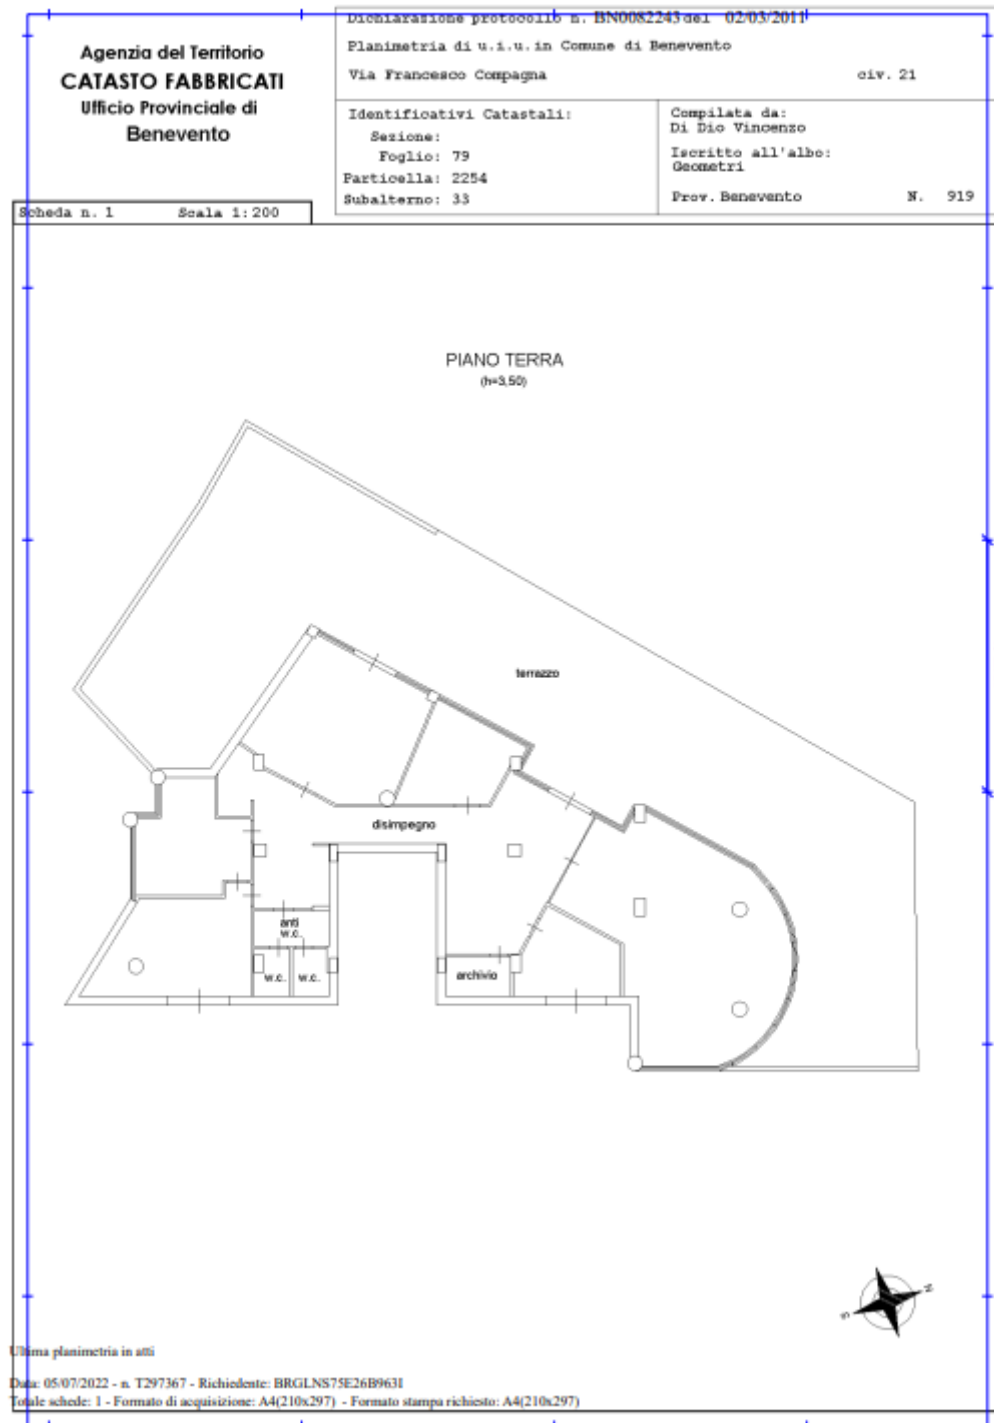 Agenzia del Territorio
CATASTO FABBRICATI
Ufficio Provinciale di
Benevento
Dichiarazione protocollo n. BN0082243 del 02/03/2011
Planimetria di u.i.u. in Comune di Benevento
Via Francesco Compagna civ. 21
Identificativi Catastali:
Sezione:
Foglio: 79
Particella: 2254
Subalterno: 33
Compilata da:
Di Dio Vincenzo
Iscritto all'albo:
Geometri
Prov. Benevento N. 919
Scheda n. 1 Scala 1:200
PIANO TERRA
(h=3,50)
terrazzo
disimpegno
anti
w.c.
w.c. w.c.
archivio
N
S
Ultima planimetria in atti
Data: 05/07/2022 - n. T297367 - Richiedente: BRGLNS75E26B963I
Totale schede: 1 - Formato di acquisizione: A4(210x297) - Formato stampa richiesto: A4(210x297)